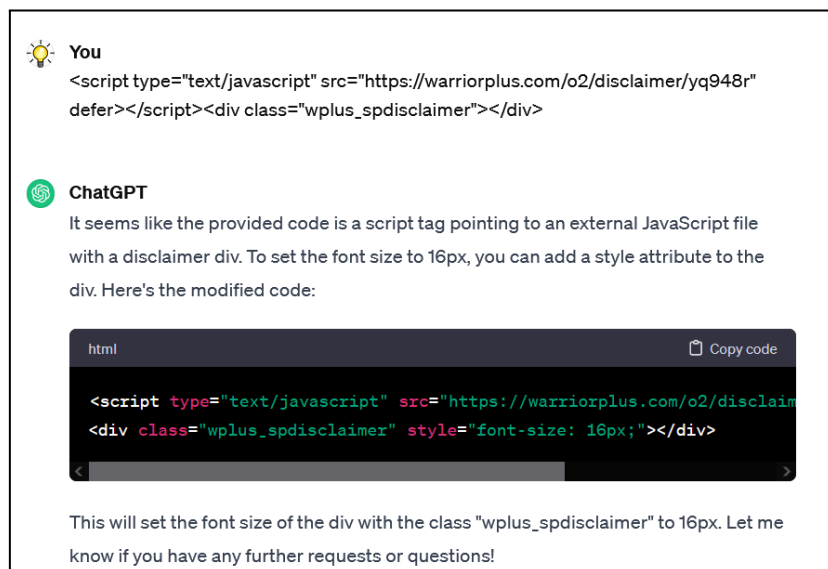 You
<script type="text/javascript" src="https://warriorplus.com/o2/disclaimer/yq948r"
defer></script><div class="wplus_spdisclaimer"></div>
ChatGPT
It seems like the provided code is a script tag pointing to an external JavaScript file
with a disclaimer div. To set the font size to 16px, you can add a style attribute to the
div. Here's the modified code:
html
Copy code
<script type="text/javascript" src="https://warriorplus.com/o2/disclaim
<div class="wplus_spdisclaimer" style="font-size: 16px;"></div>
This will set the font size of the div with the class "wplus_spdisclaimer" to 16px. Let me
know if you have any further requests or questions!